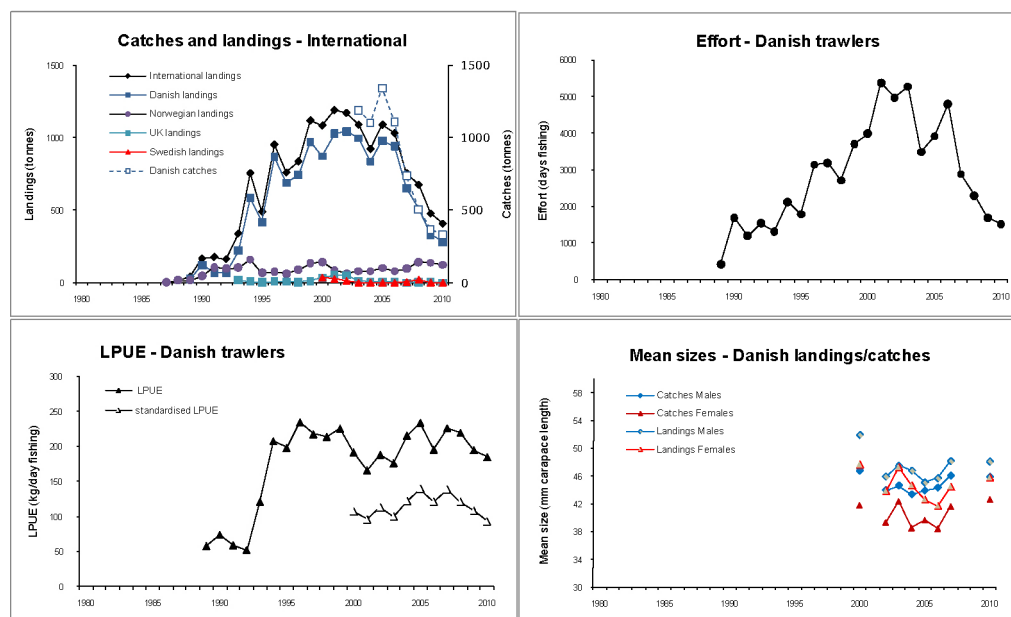 Catches and landings - International
1500
1000
500
0
Landings (tonnes)
1500
1000
500
0
Catches (tonnes)
International landings
Danish landings
Norwegian landings
UK landings
Swedish landings
Danish catches
1980 1985 1990 1995 2000 2005 2010
Effort - Danish trawlers
6000
5000
4000
3000
2000
1000
0
Effort (days fishing)
1980 1985 1990 1995 2000 2005 2010
LPUE - Danish trawlers
300
250
200
150
100
50
0
LPUE (kg/day fishing)
LPUE
standardised LPUE
1980 1985 1990 1995 2000 2005 2010
Mean sizes - Danish landings/catches
58
54
50
46
42
38
34
30
Mean size (mm carapace length)
Catches Males
Catches Females
Landings Males
Landings Females
1980 1985 1990 1995 2000 2005 2010